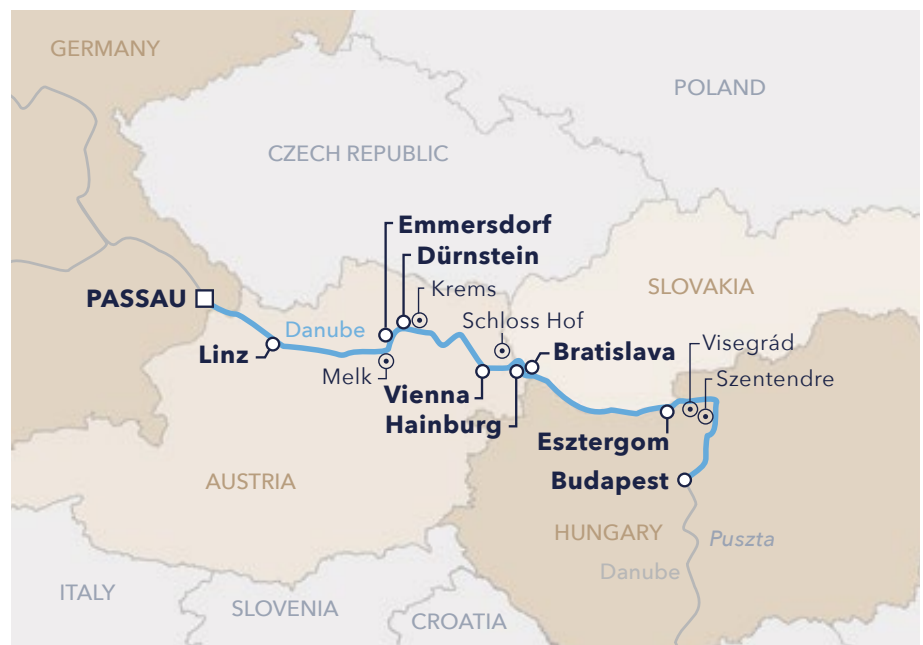 GERMANY
POLAND
CZECH REPUBLIC
Emmersdorf
Dürnstein
Krems
SLOVAKIA
PASSAU
Danube
Schloss Hof
Visegrád
Linz
Bratislava
Melk
Szentendre
Vienna
Hainburg
Esztergom
Budapest
AUSTRIA
HUNGARY
Puszta
Danube
ITALY
SLOVENIA
CROATIA